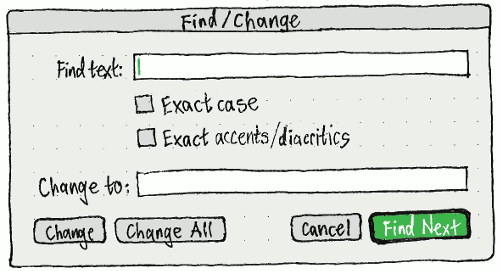 Find/Change
Find text:
Exact case
Exact accents/diacritics
Change to:
Change Change All Cancel Find Next